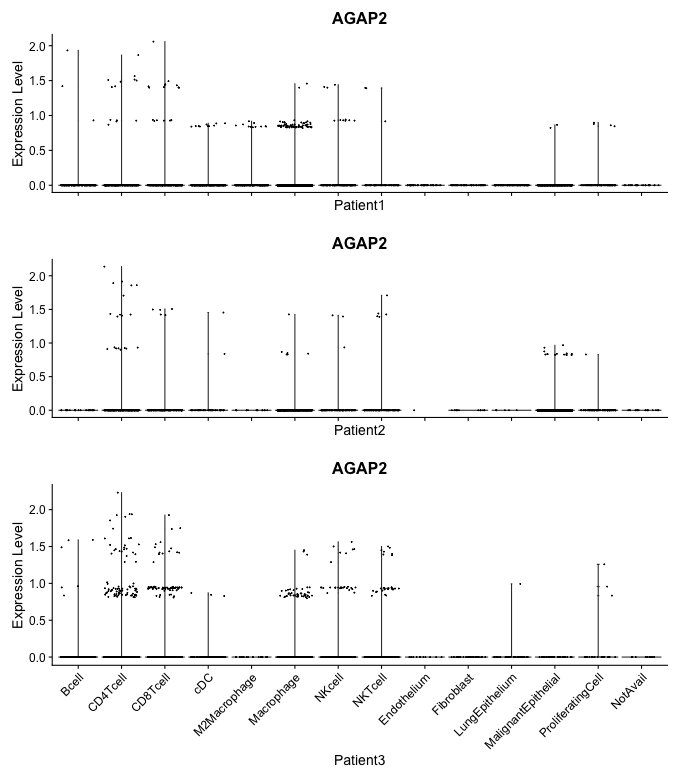 AGAP2
Expression Level
2.0
1.5
1.0
0.5
0.0
Patient1
AGAP2
Expression Level
2.0
1.5
1.0
0.5
0.0
Patient2
AGAP2
Expression Level
2.0
1.5
1.0
0.5
0.0
Bcell
CD4Tcell
CD8Tcell
cDC
M2Macrophage
Macrophage
NKcell
NKTcell
Endothelium
Fibroblast
LungEpithelium
MalignantEpithelial
ProliferatingCell
NotAvail
Patient3